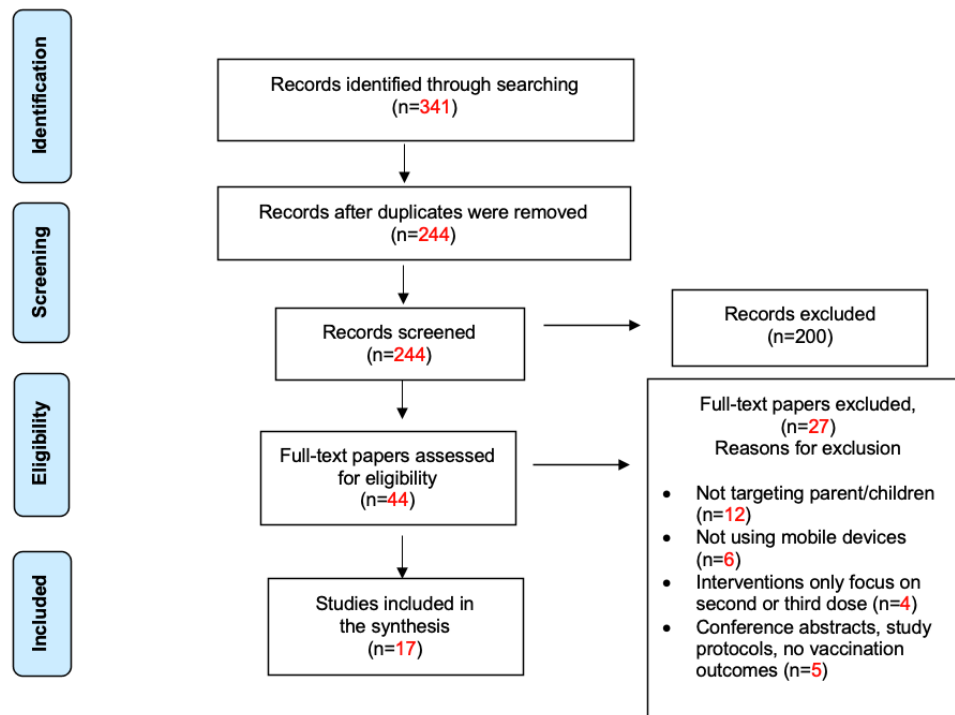 Identification
Records identified through searching
(n=341)
Records after duplicates were removed
(n=244)
Screening
Records screened
(n=244)
Records excluded
(n=200)
Eligibility
Full-text papers assessed
for eligibility
(n=44)
Full-text papers excluded,
(n=27)
Reasons for exclusion
• Not targeting parent/children
(n=12)
• Not using mobile devices
(n=6)
• Interventions only focus on
second or third dose (n=4)
• Conference abstracts, study
protocols, no vaccination
outcomes (n=5)
Included
Studies included in
the synthesis
(n=17)